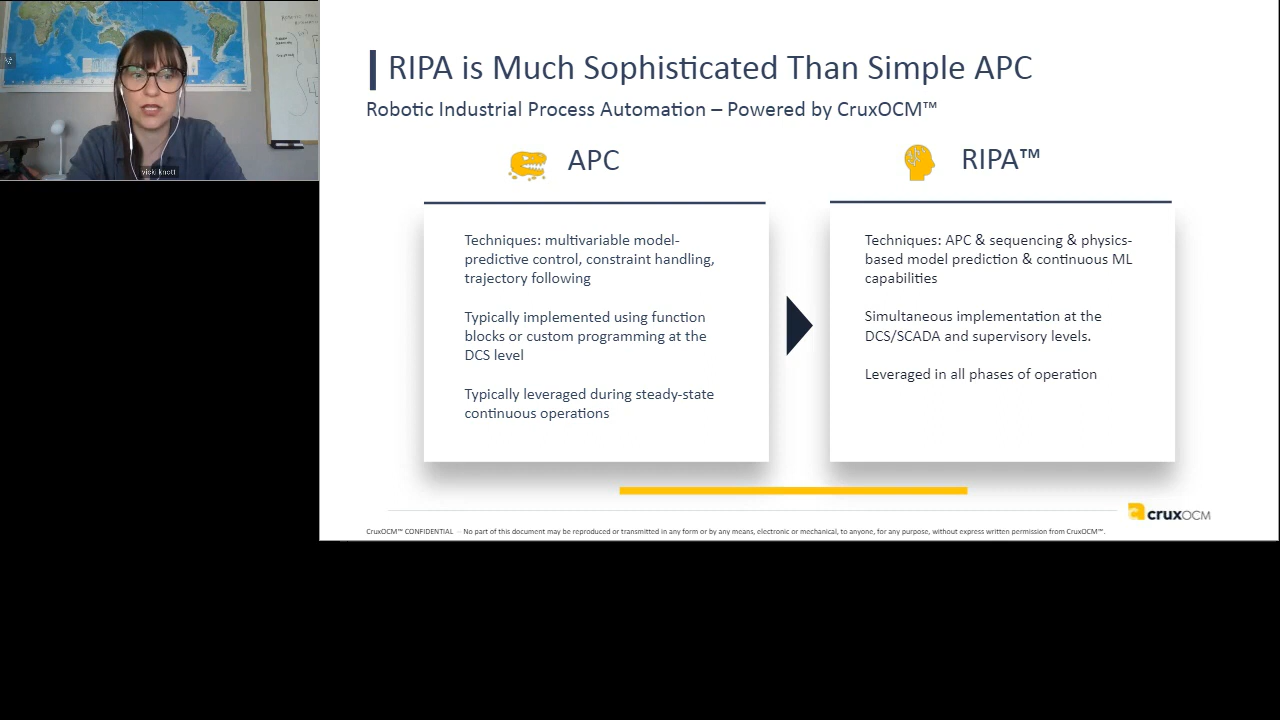 vicki knott
RIPA is Much Sophisticated Than Simple APC
Robotic Industrial Process Automation – Powered by CruxOCM™
APC
Techniques: multivariable model-
predictive control, constraint handling,
trajectory following
Typically implemented using function
blocks or custom programming at the
DCS level
Typically leveraged during steady-state
continuous operations
RIPA™
Techniques: APC & sequencing & physics-
based model prediction & continuous ML
capabilities
Simultaneous implementation at the
DCS/SCADA and supervisory levels.
Leveraged in all phases of operation
cruxOCM
CruxOCM™ CONFIDENTIAL – No part of this document may be reproduced or transmitted in any form or by any means, electronic or mechanical, to anyone, for any purpose, without express written permission from CruxOCM™.